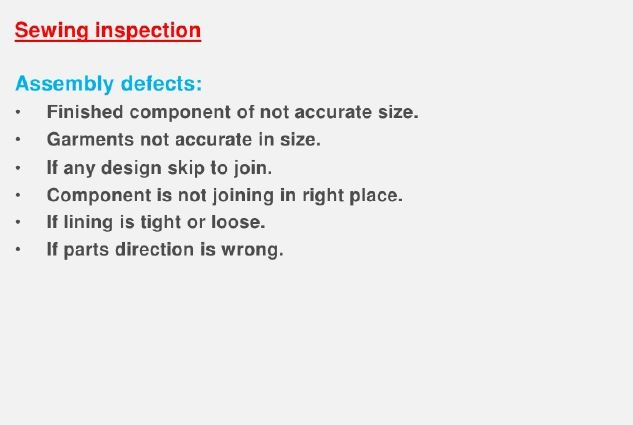 Sewing inspection
Assembly defects:
• Finished component of not accurate size.
• Garments not accurate in size.
• If any design skip to join.
• Component is not joining in right place.
• If lining is tight or loose.
• If parts direction is wrong.